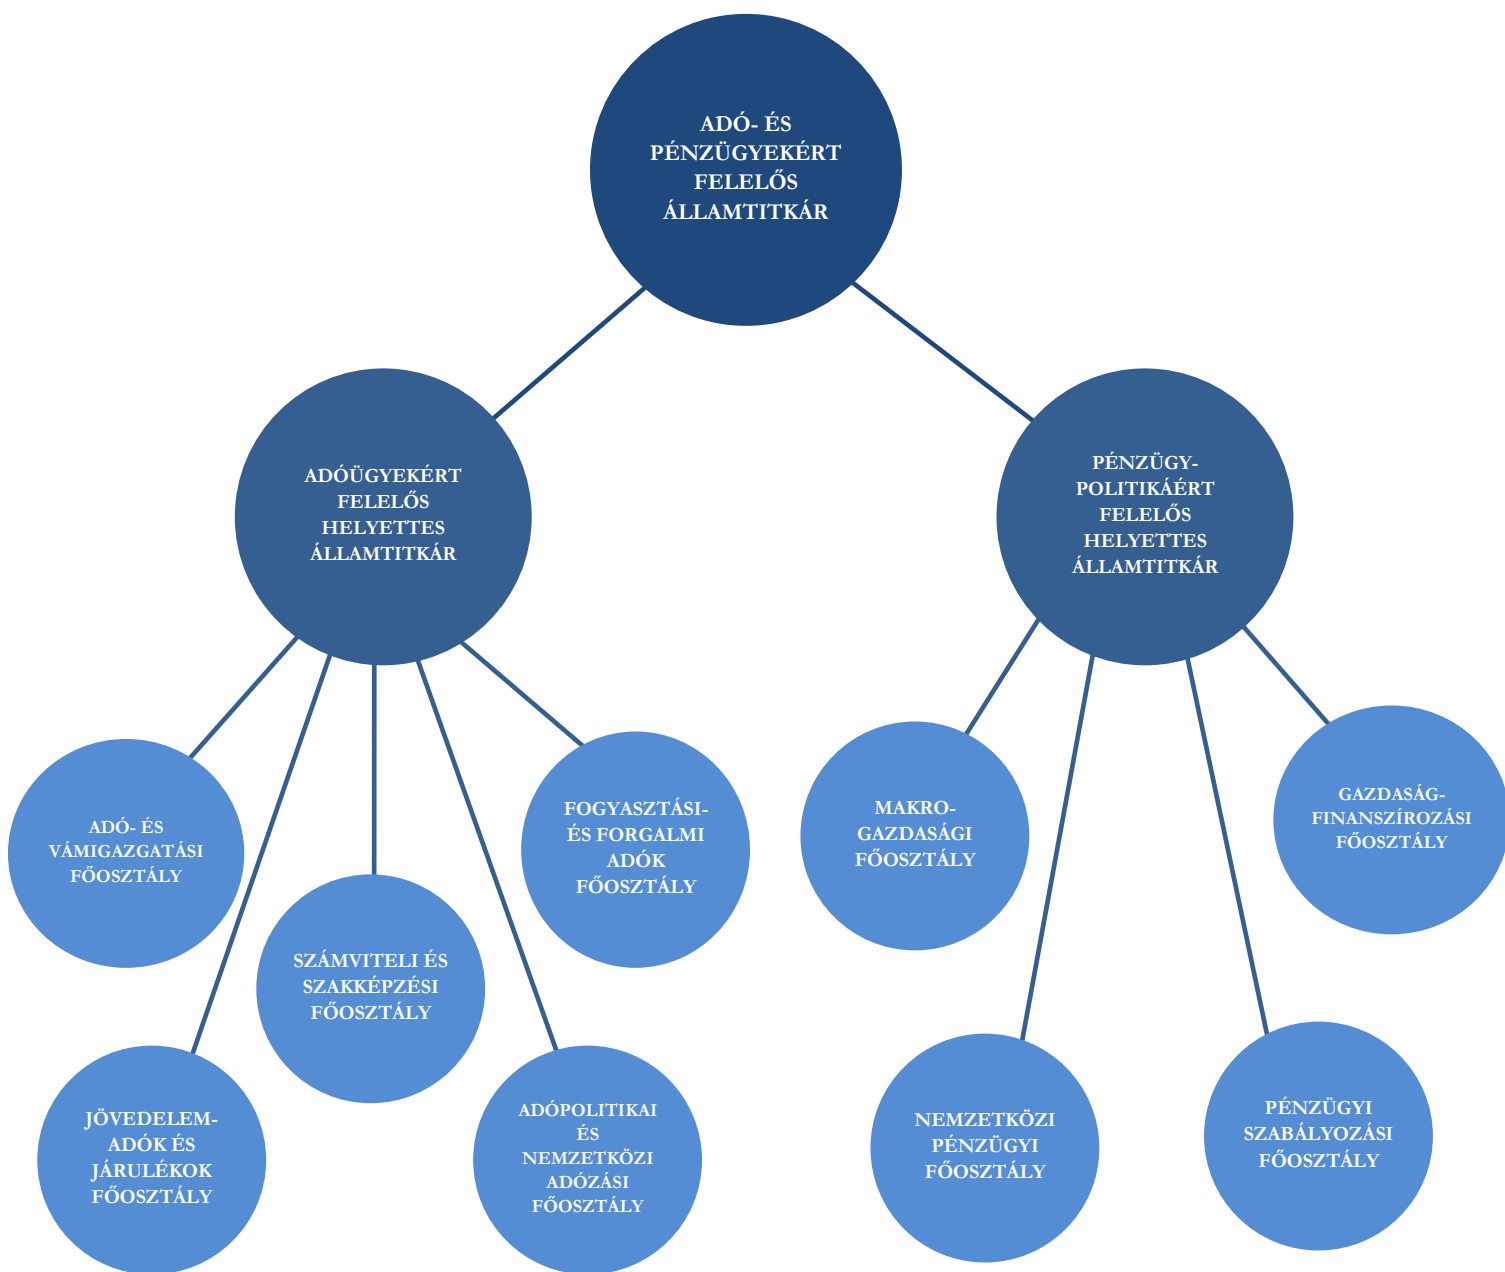 ADÓ- ÉS
PÉNZÜGYEKÉRT
FELELŐS
ÁLLAMTITKÁR
ADÓÜGYEKÉRT
FELELŐS
HELYETTES
ÁLLAMTITKÁR
PÉNZÜGY-
POLITIKÁÉRT
FELELŐS
HELYETTES
ÁLLAMTITKÁR
ADÓ- ÉS
VÁMIGAZGATÁSI
FŐOSZTÁLY
FOGYASZTÁSI-
ÉS FORGALMI
ADÓK
FŐOSZTÁLY
MAKRO-
GAZDASÁGI
FŐOSZTÁLY
GAZDASÁG-
FINANSZÍROZÁSI
FŐOSZTÁLY
SZÁMVITELI ÉS
SZAKKÉPZÉSI
FŐOSZTÁLY
JÖVEDELEM-
ADÓK ÉS
JÁRULÉKOK
FŐOSZTÁLY
ADÓPOLITIKAI
ÉS
NEMZETKÖZI
ADÓZÁSI
FŐOSZTÁLY
NEMZETKÖZI
PÉNZÜGYI
FŐOSZTÁLY
PÉNZÜGYI
SZABÁLYOZÁSI
FŐOSZTÁLY